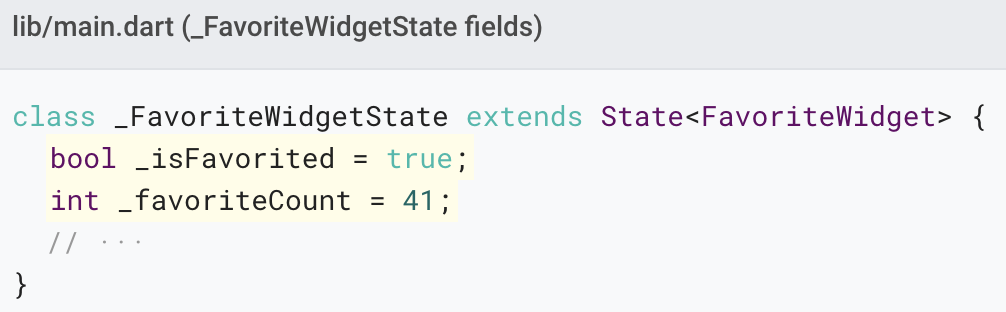 lib/main.dart (_FavoriteWidgetState fields)
class _FavoriteWidgetState extends State<FavoriteWidget> {
bool _isFavorited = true;
int _favoriteCount = 41;
// ···
}